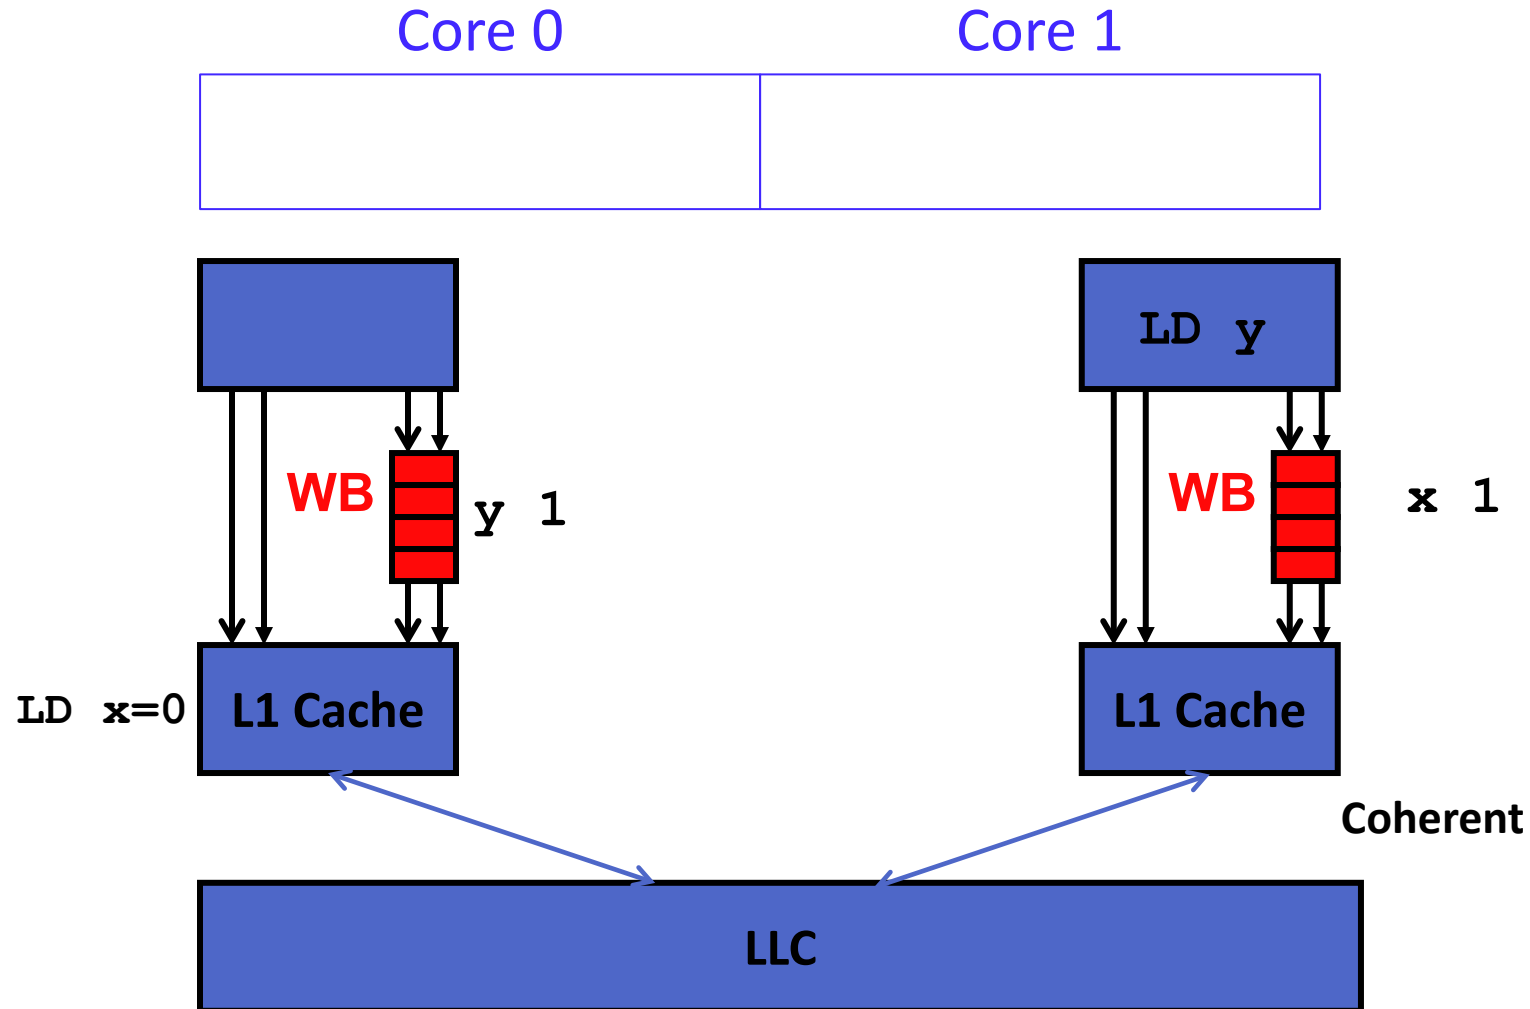 Core 0
Core 1
LD y
WB
y 1
WB
x 1
LD x=0
L1 Cache
L1 Cache
Coherent
LLC